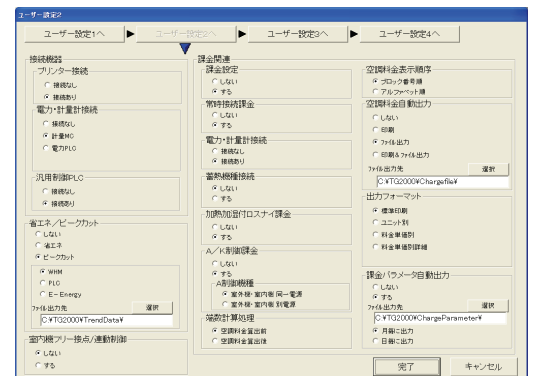 ユーザー設定2
ユーザー設定1へ
ユーザー設定2へ
ユーザー設定3へ
ユーザー設定4へ
接続機器
プリンター接続
接続なし
接続あり
電力・計量計接続
接続なし
計量MC
電力PLC
汎用制御PLC
接続なし
接続あり
省エネ／ピークカット
しない
省エネ
ピークカット
WHM
PLC
E－Energy
ファイル出力先
選択
C:¥TG2000¥TrendData¥
室内機フリー接点/連動制御
しない
する
課金関連
課金設定
しない
する
常時接続課金
しない
する
電力・計量計接続
接続なし
接続あり
蓄熱機種接続
しない
する
加熱加湿付ロスナイ課金
しない
する
A／K制御課金
しない
する
A制御機種
室外機・室内機 同一電源
室外機・室内機 別電源
端数計算処理
空調料金算出前
空調料金算出後
空調料金表示順序
ブロック番号順
アルファベット順
空調料金自動出力
しない
印刷
ファイル出力
印刷＆ファイル出力
ファイル出力先
選択
C:¥TG2000¥Chargefile¥
出力フォーマット
標準印刷
ユニット別
料金単価別
料金単価別詳細
課金パラメータ自動出力
しない
する
ファイル出力先
選択
C:¥TG2000¥ChargeParameter¥
月毎に出力
日毎に出力
完了
キャンセル